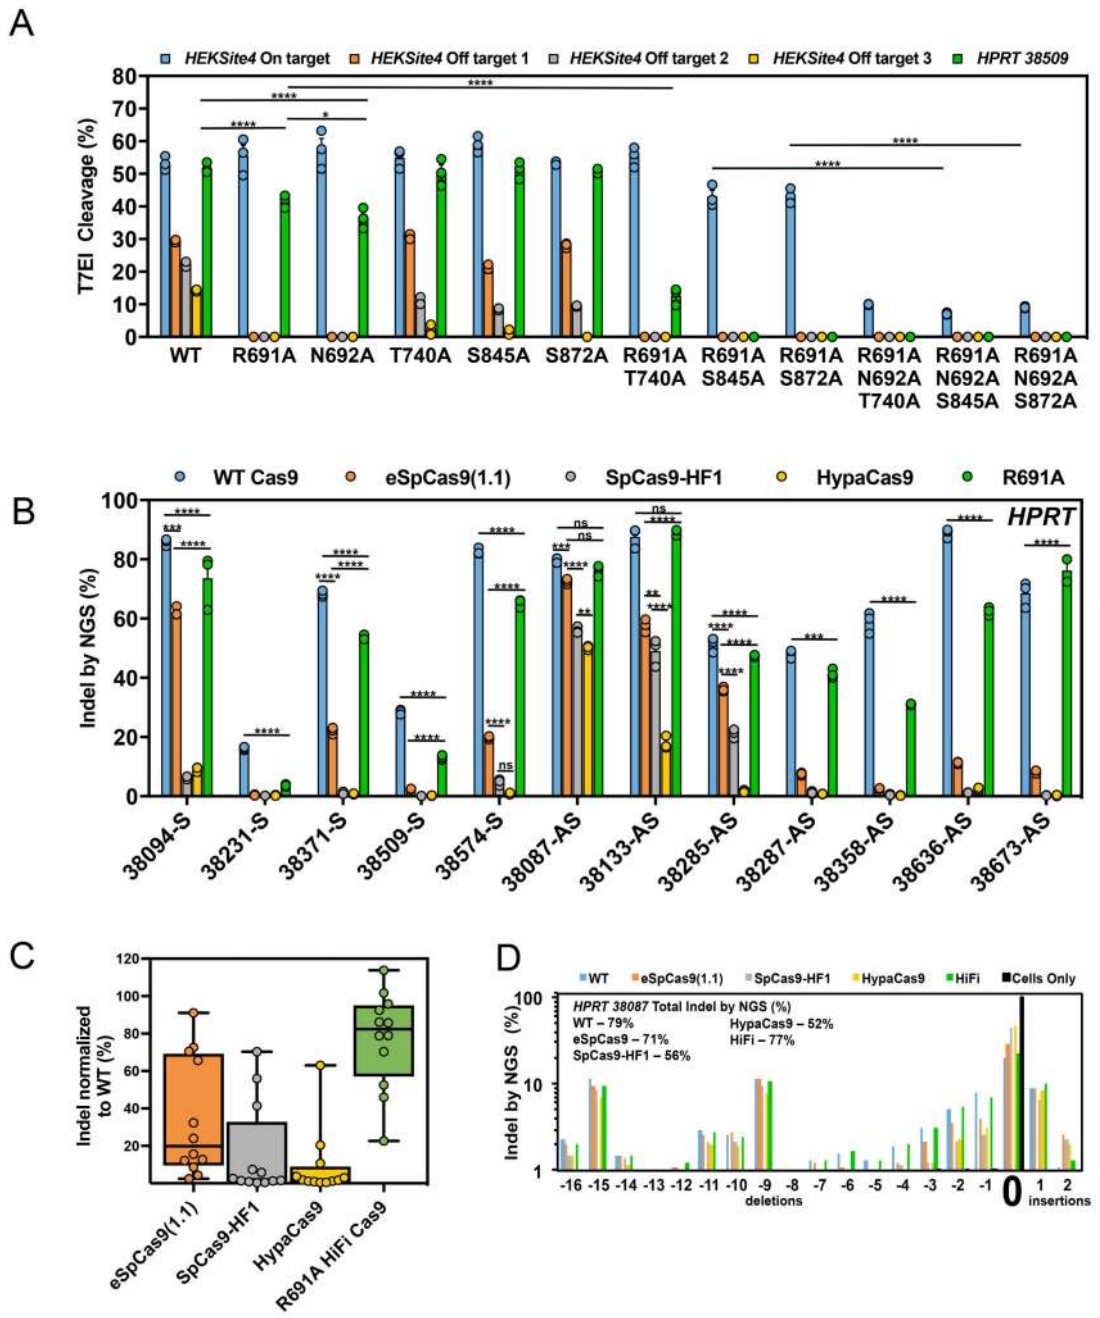 A
HEKSite4 On target HEKSite4 Off target 1 HEKSite4 Off target 2 HEKSite4 Off target 3 HPRT 38509
T7EI Cleavage (%)
80
70
60
50
40
30
20
10
0
****
****
****
*
****
****
WT R691A N692A T740A S845A S872A R691A R691A R691A R691A R691A R691A
T740A S845A S872A N692A N692A N692A
T740A S845A S872A
WT Cas9 eSpCas9(1.1) SpCas9-HF1 HypaCas9 R691A
B
HPRT
Indel by NGS (%)
100
80
60
40
20
0
**** *** ****
****
**** **** ****
**** ****
**** **** **** ns
ns ns *** **** **
ns **** ** ****
**** **** **** ****
***
****
****
****
38094-S 38231-S 38371-S 38509-S 38574-S 38087-AS 38133-AS 38285-AS 38287-AS 38358-AS 38636-AS 38673-AS
C
Indel normalized
to WT (%)
120
100
80
60
40
20
eSpCas9(1.1) SpCas9-HF1 HypaCas9 R691A HiFi Cas9
D
WT eSpCas9(1.1) SpCas9-HF1 HypaCas9 HiFi Cells Only
Indel by NGS (%)
100
10
1
HPRT 38087 Total Indel by NGS (%)
WT – 79% HypaCas9 – 52%
eSpCas9 – 71% HiFi – 77%
SpCas9-HF1 – 56%
-16 -15 -14 -13 -12 -11 -10 -9 -8 -7 -6 -5 -4 -3 -2 -1 0 1 2
deletions insertions